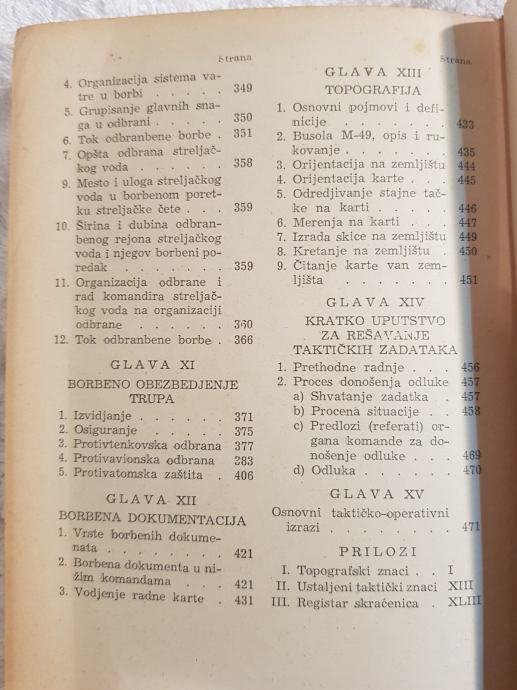 Strana
4. Organizacija sistema va-
tre u borbi . . . . . 349
5. Grupisanje glavnih sna-
ga u odbrani . . . . . 350
6. Tok odbranbene borbe . 351
7. Opšta odbrana streljač-
kog voda . . . . . . 358
9. Mesto i uloga streljačkog
voda u borbenom poret-
ku streljačke čete . . . 359
10. Širina i dubina odbran-
benog rejona streljačkog
voda i njegov borbeni po-
redak . . . . . . . 359
11. Organizacija odbrane i
rad komandira streljač-
kog voda na organizaciji
odbrane . . . . . . 360
12. Tok odbranbene borbe . 366
GLAVA XI
BORBENO OBEZBEDJENJE
TRUPA
1. Izvidjanje . . . . . . 371
2. Osiguranje . . . . . 375
3. Protivtenkovska odbrana 377
4. Protivavionska odbrana 283
5. Protivatomska zaštita . 406
GLAVA XII
BORBENA DOKUMENTACIJA
1. Vrste borbenih dokume-
nata . . . . . . . . 421
2. Borbena dokumenta u ni-
žim komandama . . . 421
3. Vodjenje radne karte . 431
Strana
GLAVA XIII
TOPOGRAFIJA
1. Osnovni pojmovi i defi-
nicije . . . . . . . 433
2. Busola M-49, opis i ru-
kovanje . . . . . . . 435
3. Orijentacija na zemljištu 444
4. Orijentacija karte . . . 445
5. Odredjivanje stajne tač-
ke na karti . . . . . 446
6. Merenja na karti . . . 447
7. Izrada skice na zemljištu 449
8. Kretanje na zemljištu . 450
9. Čitanje karte van zem-
ljišta . . . . . . . 451
GLAVA XIV
KRATKO UPUTSTVO
ZA REŠAVANJE
TAKTIČKIH ZADATAKA
1. Prethodne radnje . . . 456
2. Proces donošenja odluke 457
a) Shvatanje zadatka . . 457
b) Procena situacije . . 458
c) Predlozi (referati) or-
gana komande za do-
nošenje odluke . . . 469
d) Odluka . . . . . . 470
GLAVA XV
Osnovni taktičko-operativni
izrazi . . . . . . . 471
PRILOZI
I. Topografski znaci . . I
II. Ustaljeni taktički znaci XIII
III. Registar skraćenica . XLIII